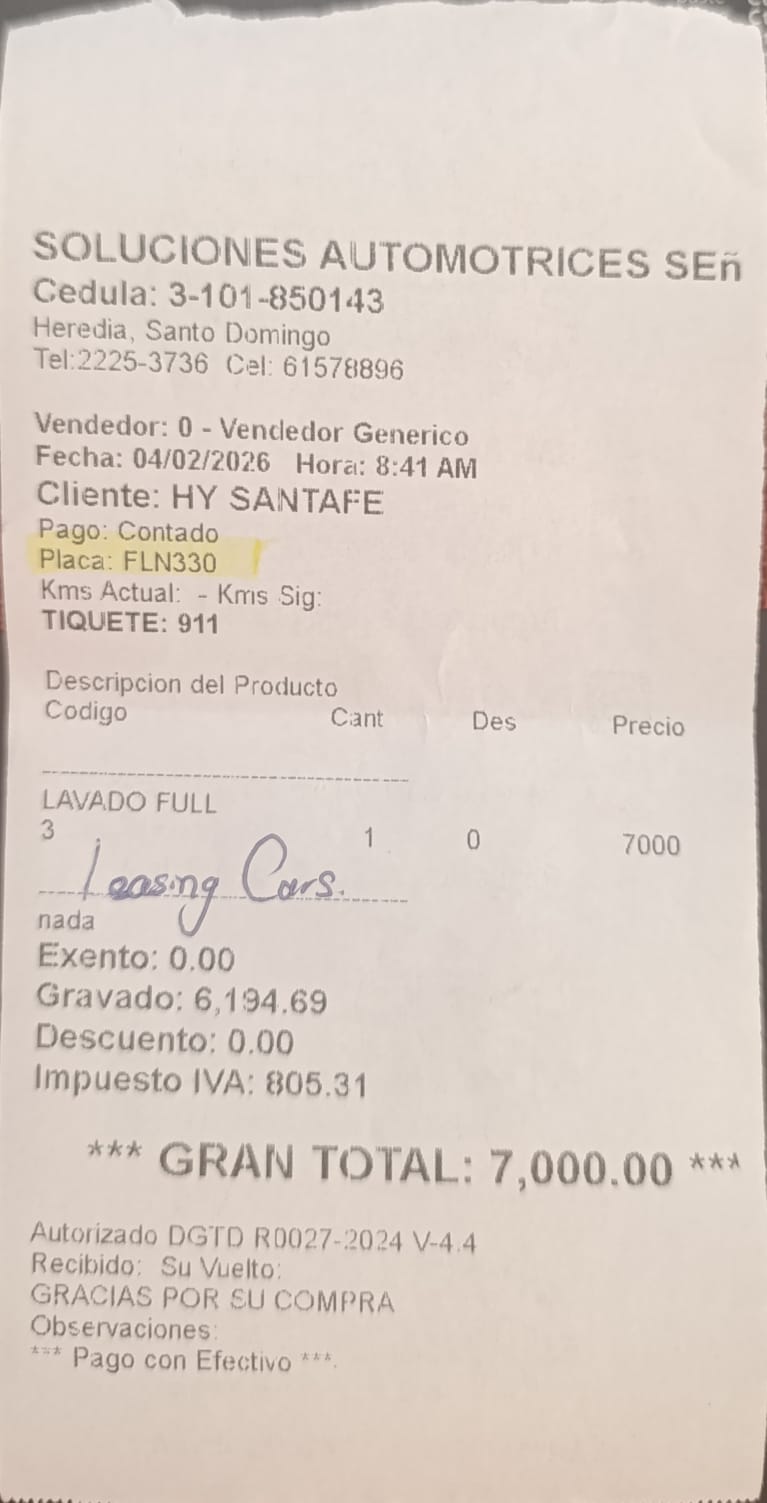 SOLUCIONES AUTOMOTRICES SEñ
Cedula: 3-101-850143
Heredia, Santo Domingo
Tel:2225-3736 Cel: 61578896
Vendedor: 0 - Vendedor Generico
Fecha: 04/02/2026 Hora: 8:41 AM
Cliente: HY SANTAFE
Pago: Contado
Placa: FLN330
Kms Actual: - Kms Sig:
TIQUETE: 911
Descripcion del Producto
Codigo Cant Des Precio
LAVADO FULL
3 1 0 7000
Leasing Cars.
nada
Exento: 0.00
Gravado: 6,194.69
Descuento: 0.00
Impuesto IVA: 805.31
*** GRAN TOTAL: 7,000.00 ***
Autorizado DGTD R0027-2024 V-4.4
Recibido: Su Vuelto:
GRACIAS POR SU COMPRA
Observaciones:
*** Pago con Efectivo ***.